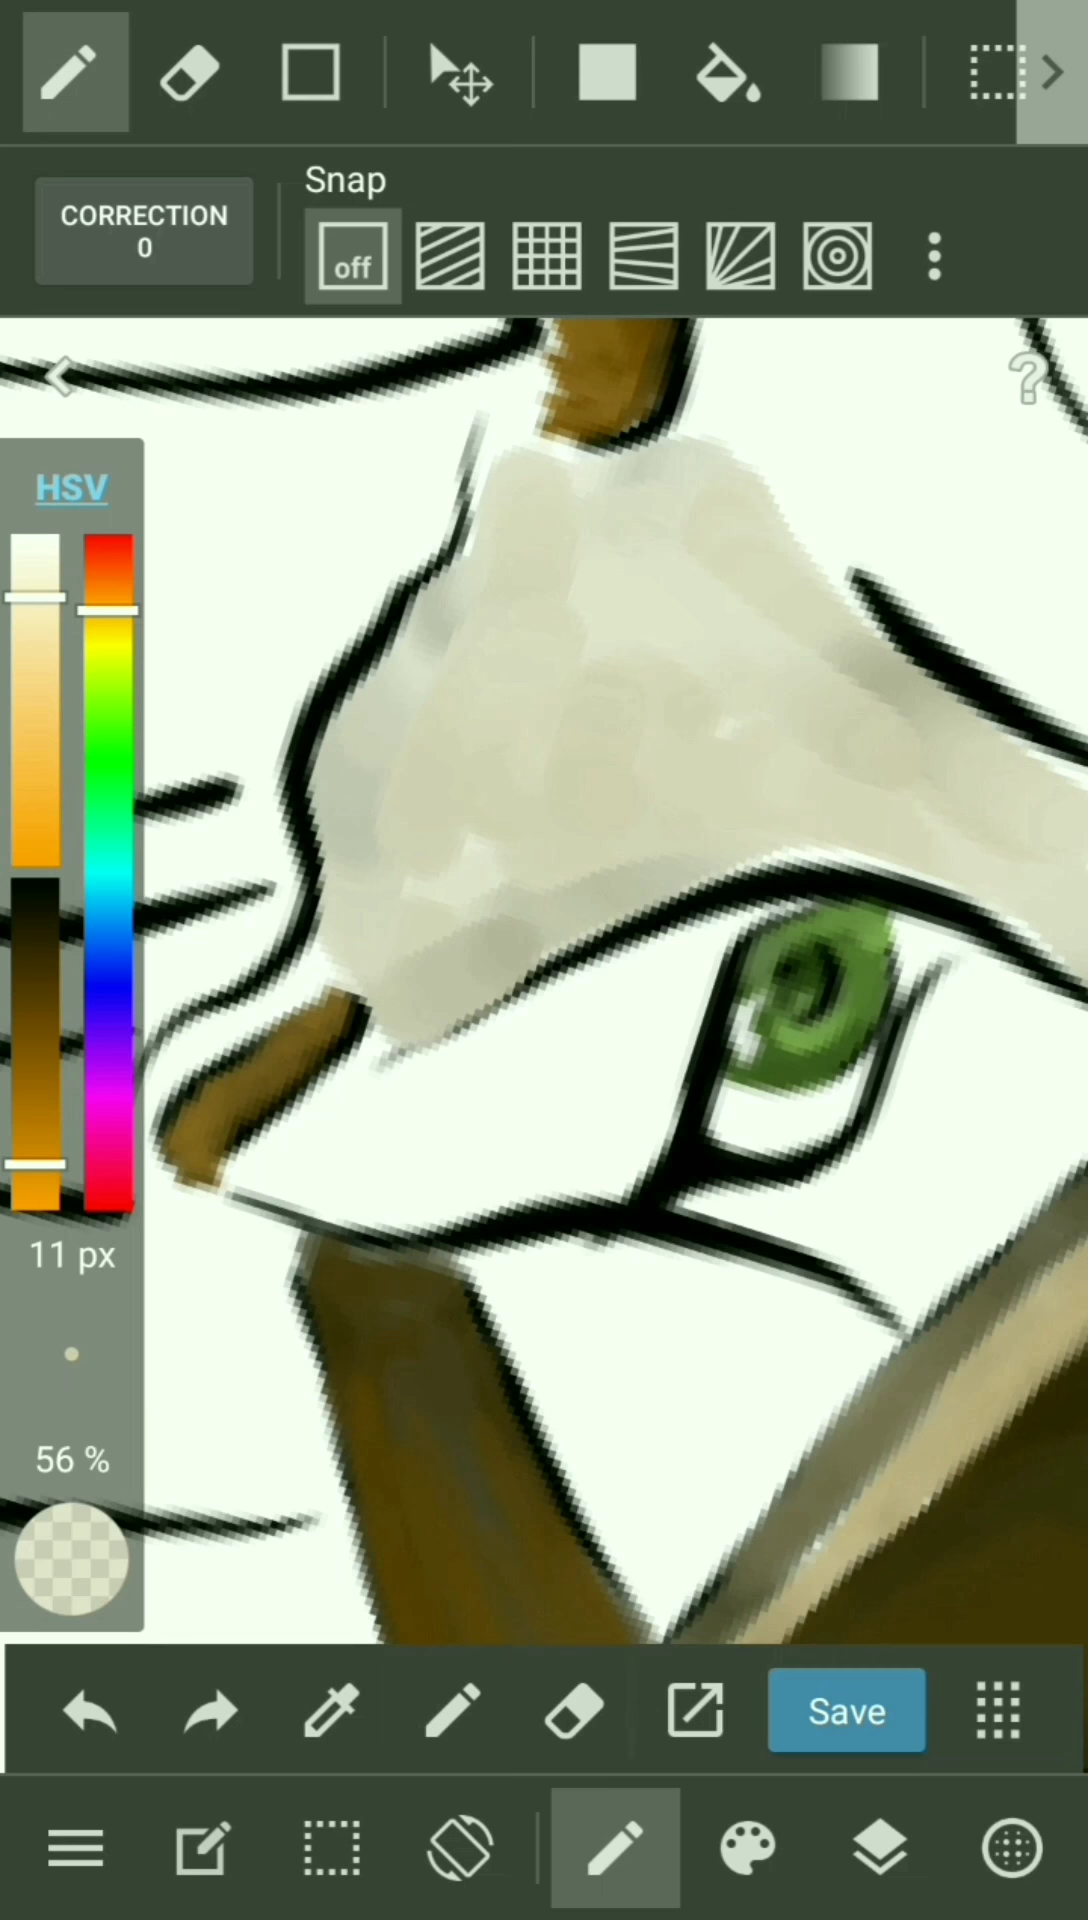 Snap
CORRECTION
0
off
HSV
11 px
56 %
Save